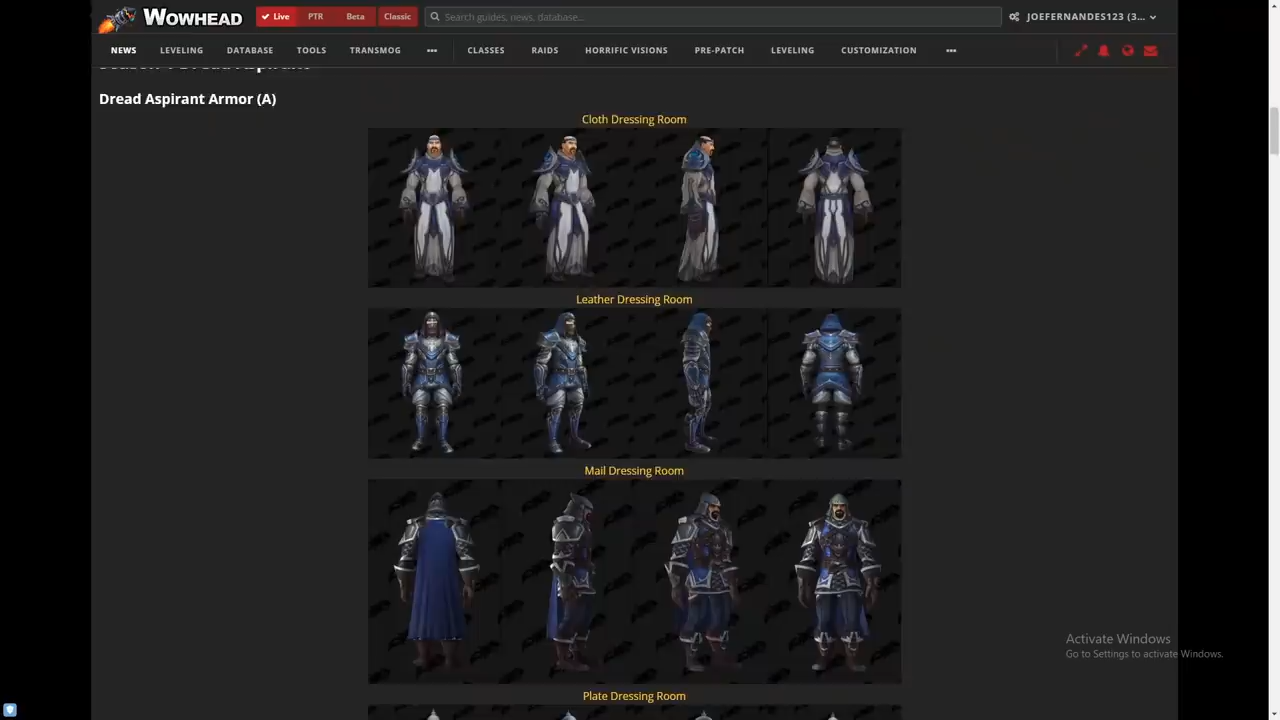 WOWHEAD
Live
PTR
Beta
Classic
Search guides, news, database...
JOEFERNANDES123 (3...
NEWS
LEVELING
DATABASE
TOOLS
TRANSMOG
•••
CLASSES
RAIDS
HORRIFIC VISIONS
PRE-PATCH
LEVELING
CUSTOMIZATION
•••
Dread Aspirant Armor (A)
Cloth Dressing Room
Leather Dressing Room
Mail Dressing Room
Activate Windows
Go to Settings to activate Windows.
Plate Dressing Room